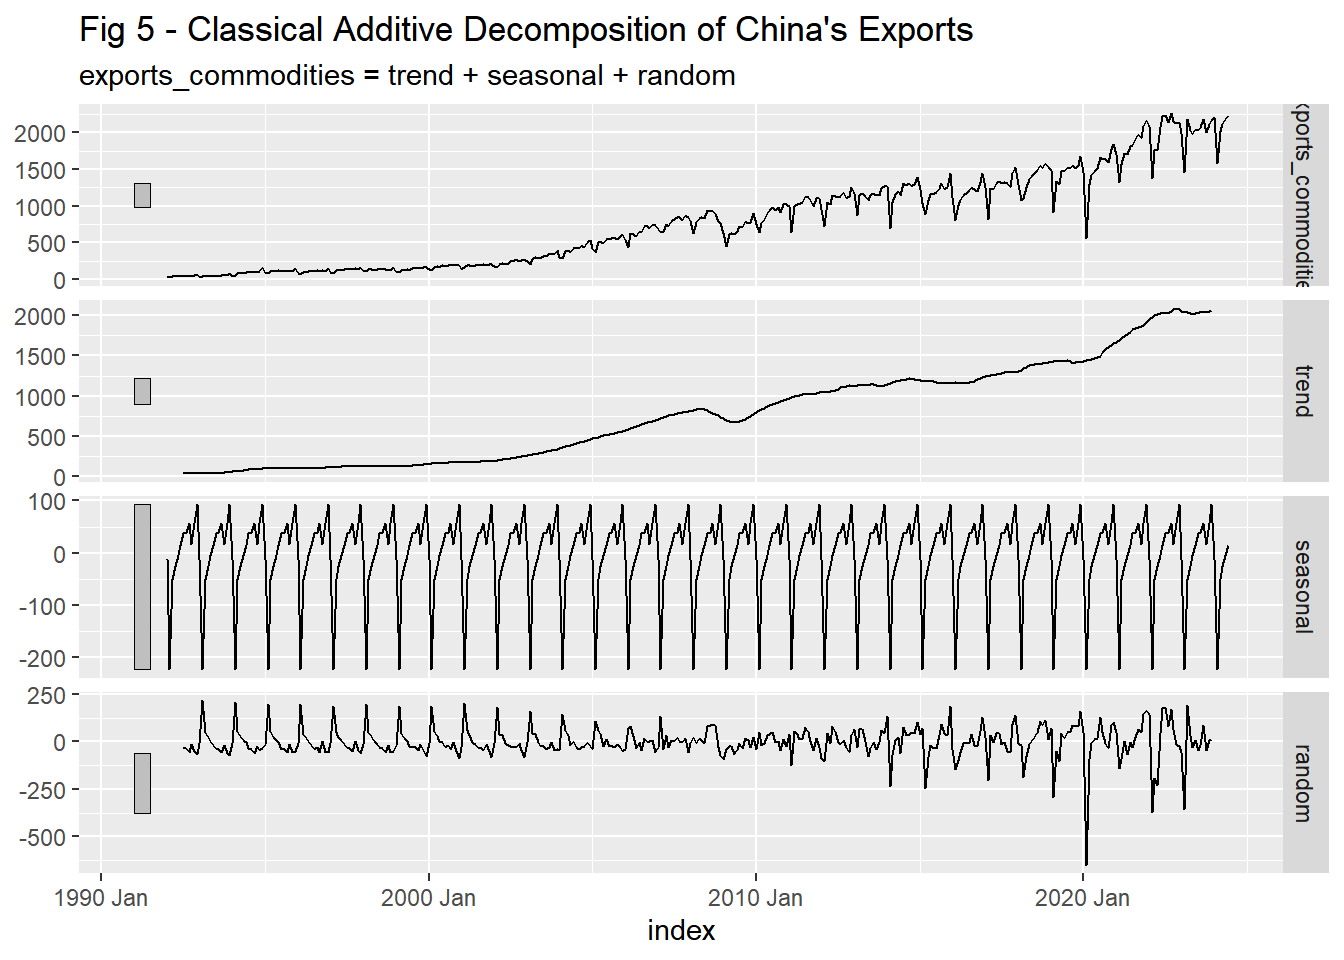 Fig 5 - Classical Additive Decomposition of China's Exports
exports_commodities = trend + seasonal + random
2000
1500
1000
500
0
xports_commoditie
2000
1500
1000
500
0
trend
100
0
-100
-200
seasonal
250
0
-250
-500
random
1990 Jan
2000 Jan
2010 Jan
2020 Jan
index